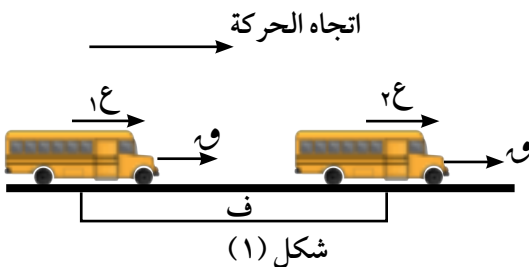 اتجاه الحركة
ع١
ع٢
ق
ق
ف
شكل (١)